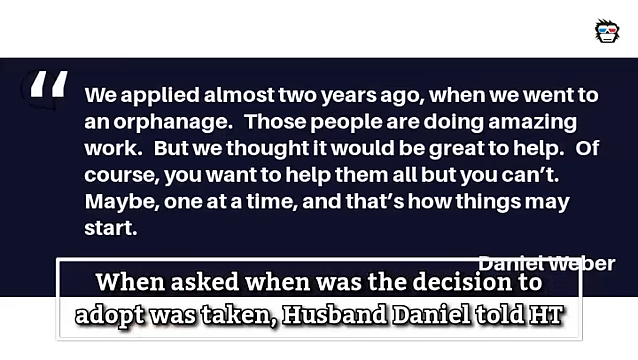 “
We applied almost two years ago, when we went to
an orphanage. Those people are doing amazing
work. But we thought it would be great to help. Of
course, you want to help them all but you can’t.
Maybe, one at a time, and that’s how things may
start.
Daniel Weber
When asked when was the decision to
adopt was taken, Husband Daniel told HT